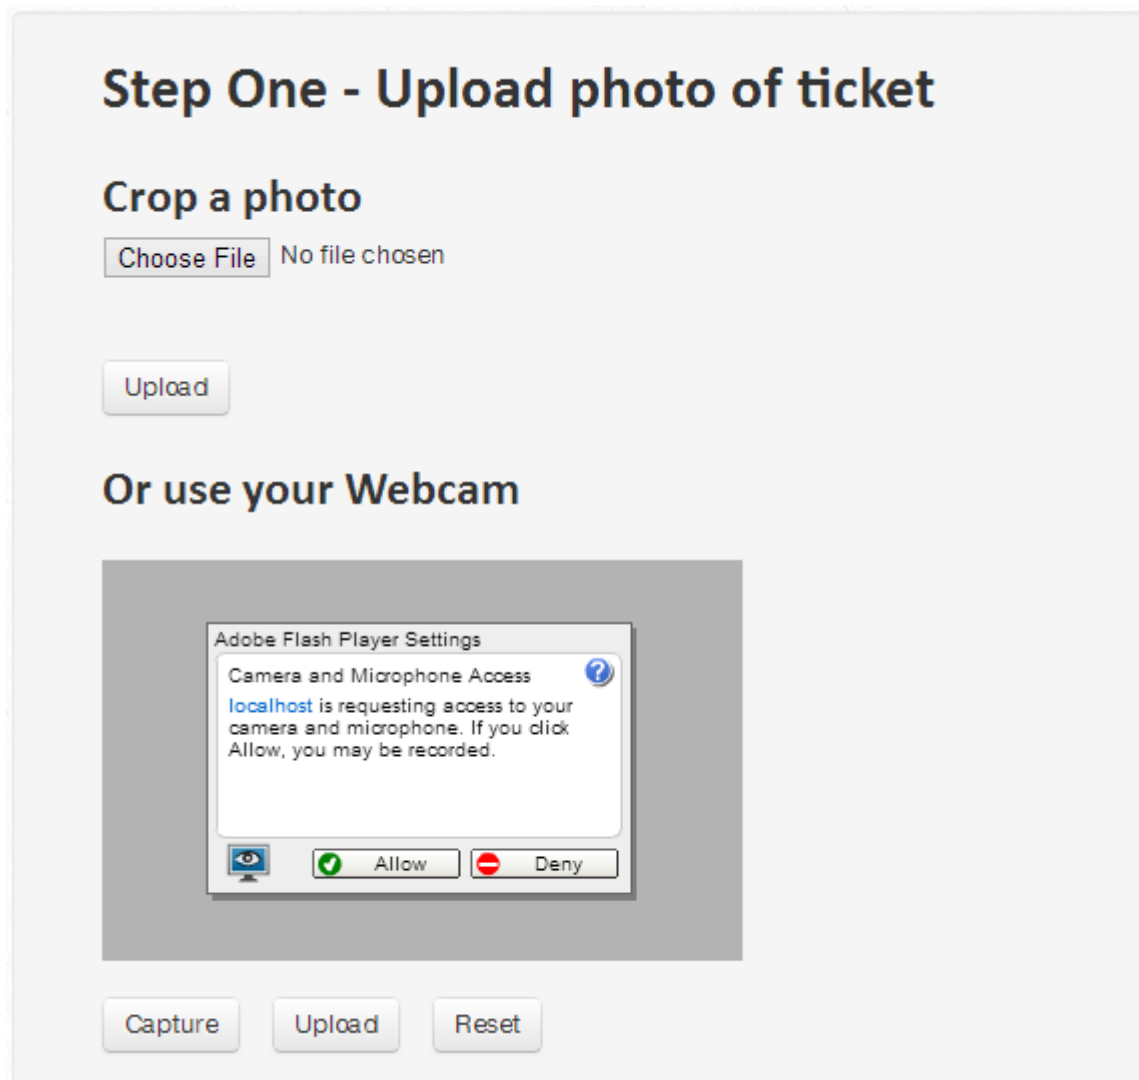 Step One - Upload photo of ticket
Crop a photo
Choose File No file chosen
Upload
Or use your Webcam
Adobe Flash Player Settings
Camera and Microphone Access
localhost is requesting access to your
camera and microphone. If you click
Allow, you may be recorded.
Allow Deny
Capture Upload Reset